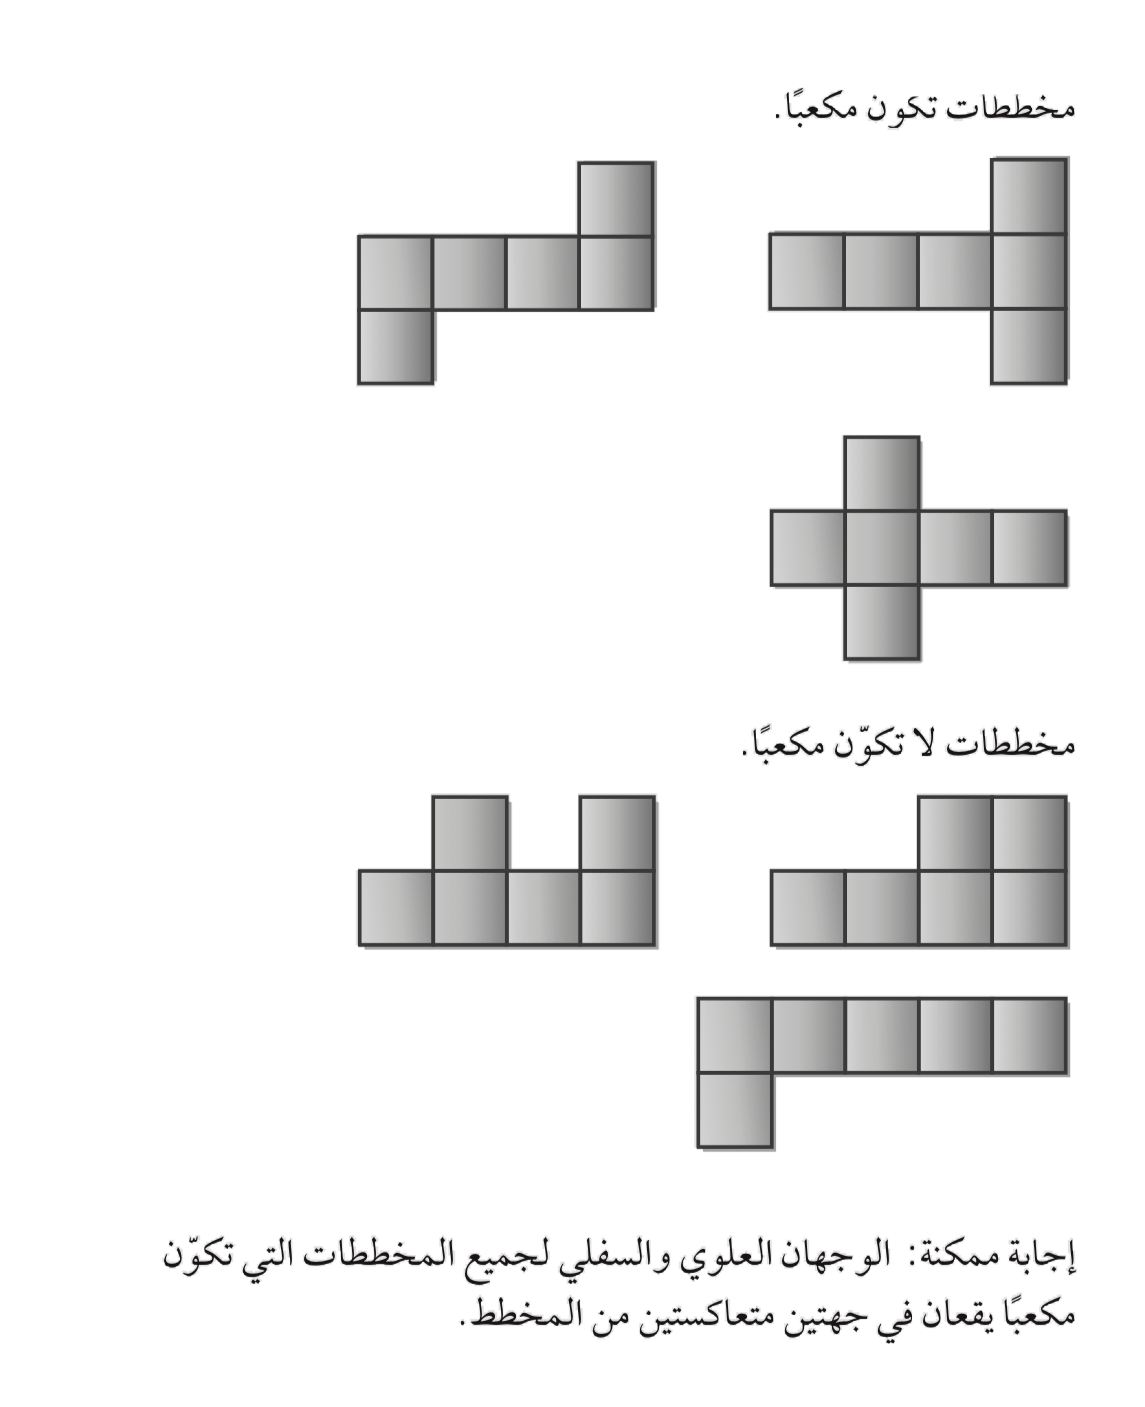 مخططات تكون مكعبًا.
مخططات لا تكوّن مكعبًا.
إجابة ممكنة: الوجهان العلوي والسفلي لجميع المخططات التي تكوّن
مكعبًا يقعان في جهتين متعاكستين من المخطط.